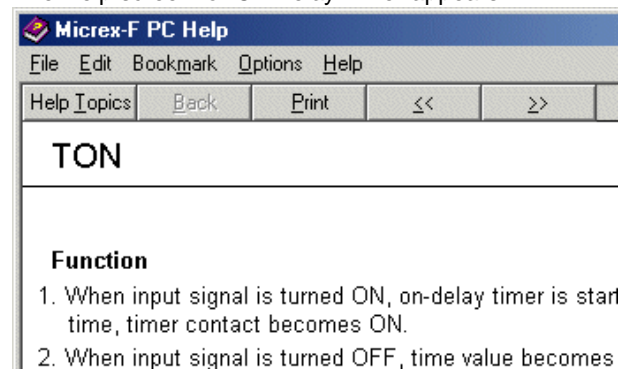 Micrex-F PC Help
File Edit Bookmark Options Help
Help Topics Back Print << >>
TON
Function
1. When input signal is turned ON, on-delay timer is start
time, timer contact becomes ON.
2. When input signal is turned OFF, time value becomes